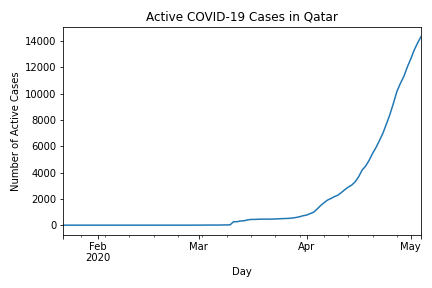 Active COVID-19 Cases in Qatar
14000
12000
10000
8000
6000
4000
2000
0
Number of Active Cases
Feb
2020
Mar
Apr
May
Day